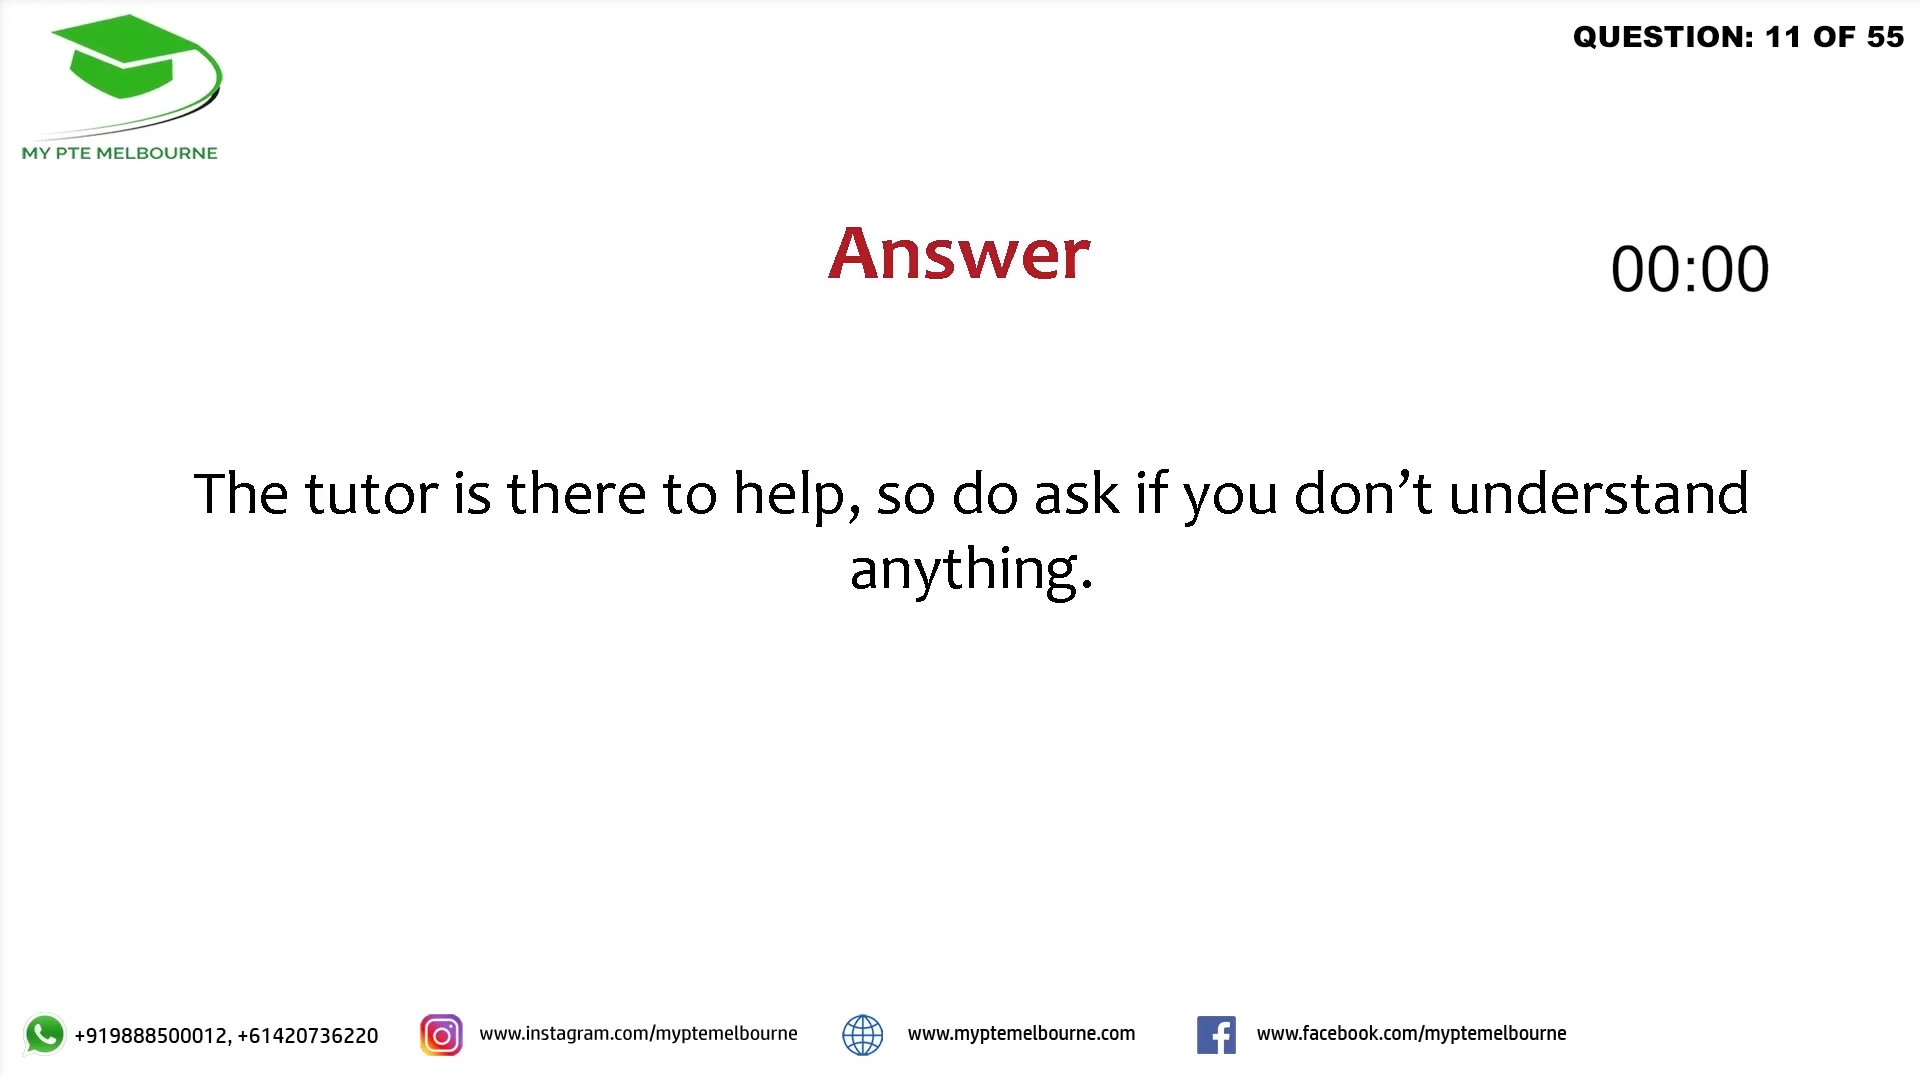 QUESTION: 11 OF 55
MY PTE MELBOURNE
Answer
00:00
The tutor is there to help, so do ask if you don’t understand
anything.
+919888500012, +61420736220
www.instagram.com/myptemelbourne
www.myptemelbourne.com
www.facebook.com/myptemelbourne